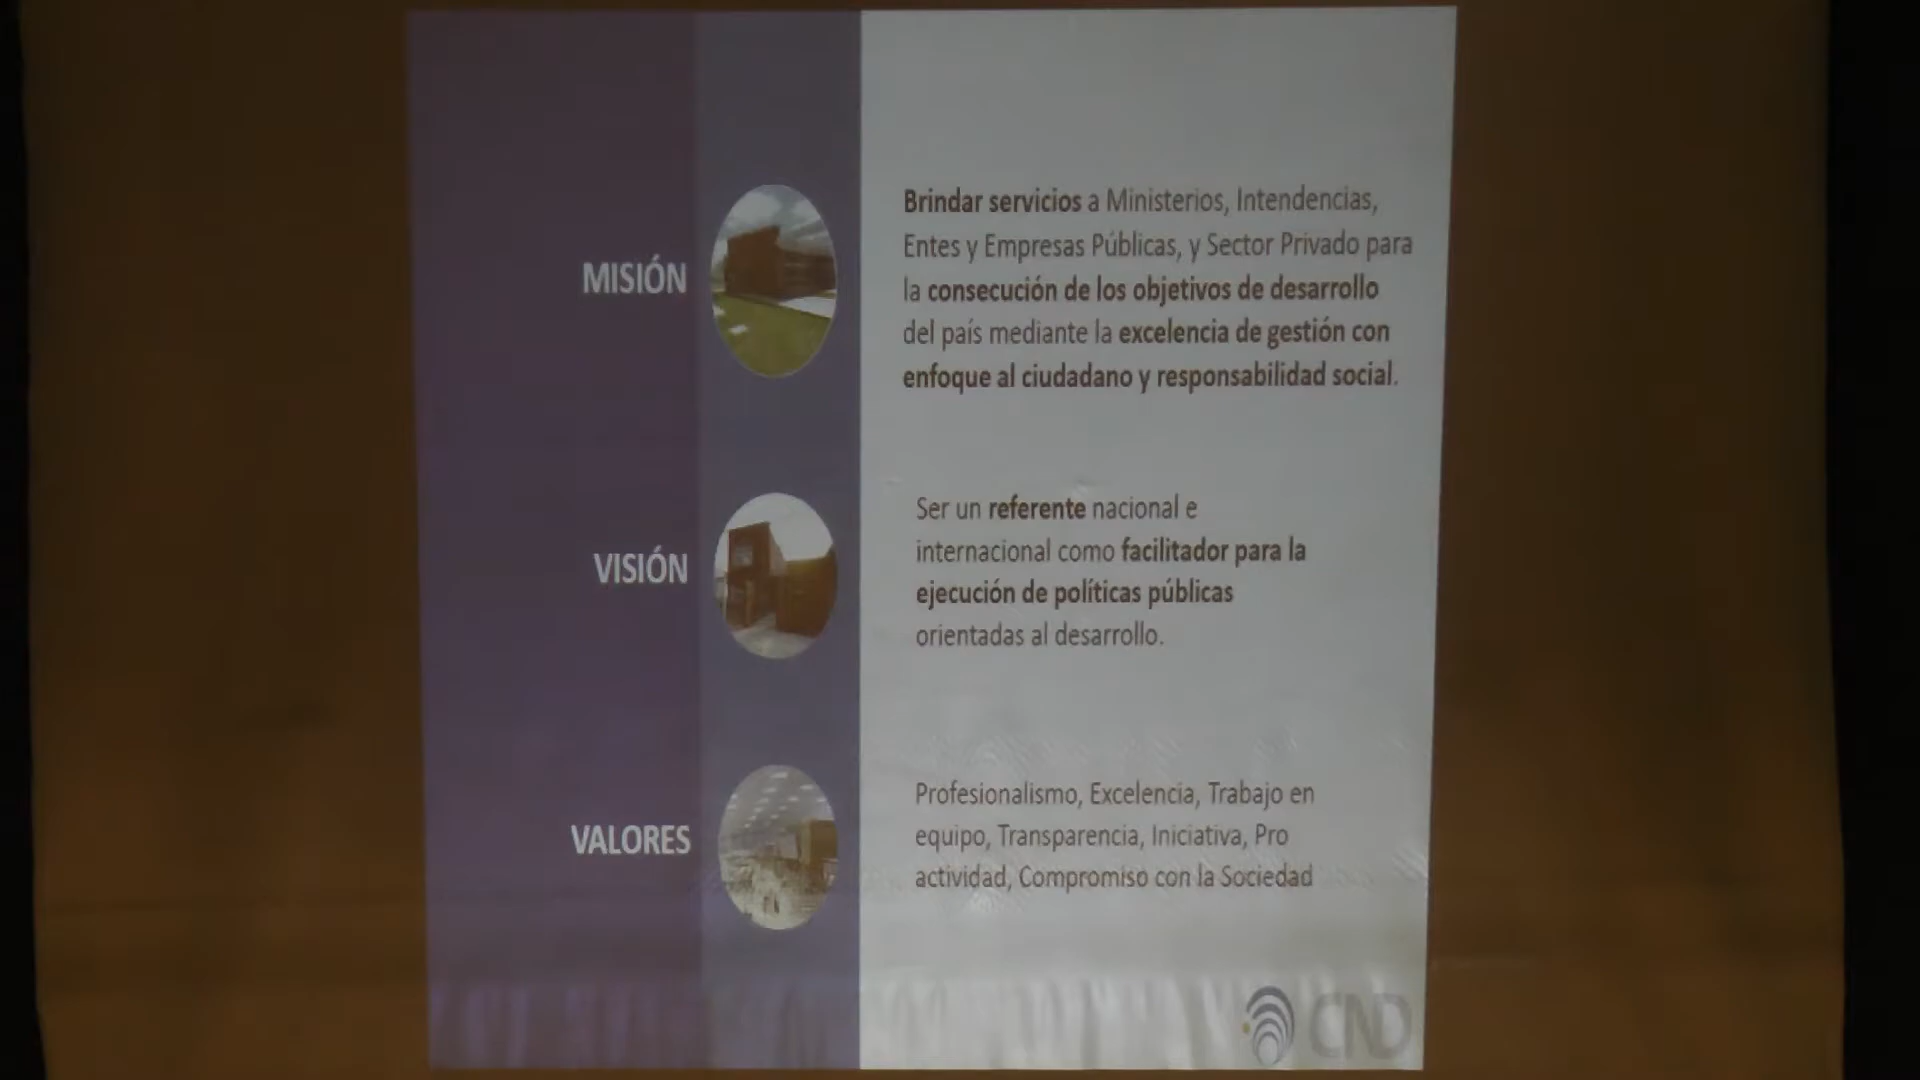 MISIÓN
Brindar servicios a Ministerios, Intendencias,
Entes y Empresas Públicas, y Sector Privado para
la consecución de los objetivos de desarrollo
del país mediante la excelencia de gestión con
enfoque al ciudadano y responsabilidad social.
VISIÓN
Ser un referente nacional e
internacional como facilitador para la
ejecución de políticas públicas
orientadas al desarrollo.
VALORES
Profesionalismo, Excelencia, Trabajo en
equipo, Transparencia, Iniciativa, Pro
actividad, Compromiso con la Sociedad
CND